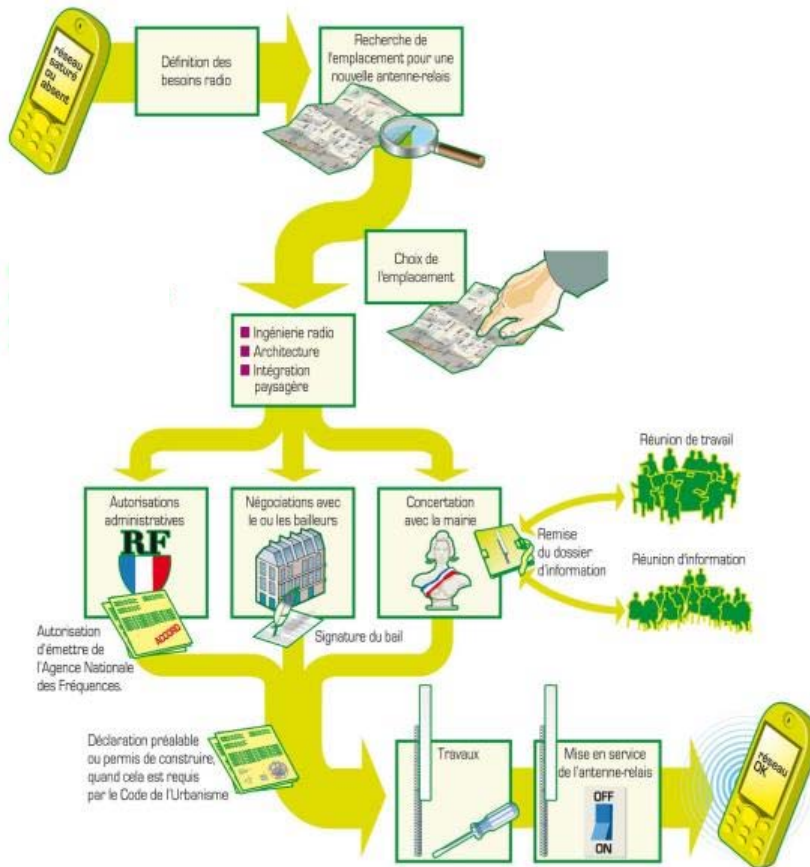 réseau
saturé
ou
absent
Définition des
besoins radio
Recherche de
l'emplacement pour une
nouvelle antenne-relais
Choix de
l'emplacement
Ingénierie radio
Architecture
Intégration
paysagère
Autorisations
administratives
RF
ACCORD
Autorisation
d'émettre de
l'Agence Nationale
des Fréquences.
Négociations avec
le ou les bailleurs
Signature du bail
Concertation
avec la mairie
Remise
du dossier
d'information
Réunion de travail
Réunion d'information
Déclaration préalable
ou permis de construire,
quand cela est requis
par le Code de l'Urbanisme
Travaux
Mise en service
de l'antenne-relais
OFF
ON
réseau
OK